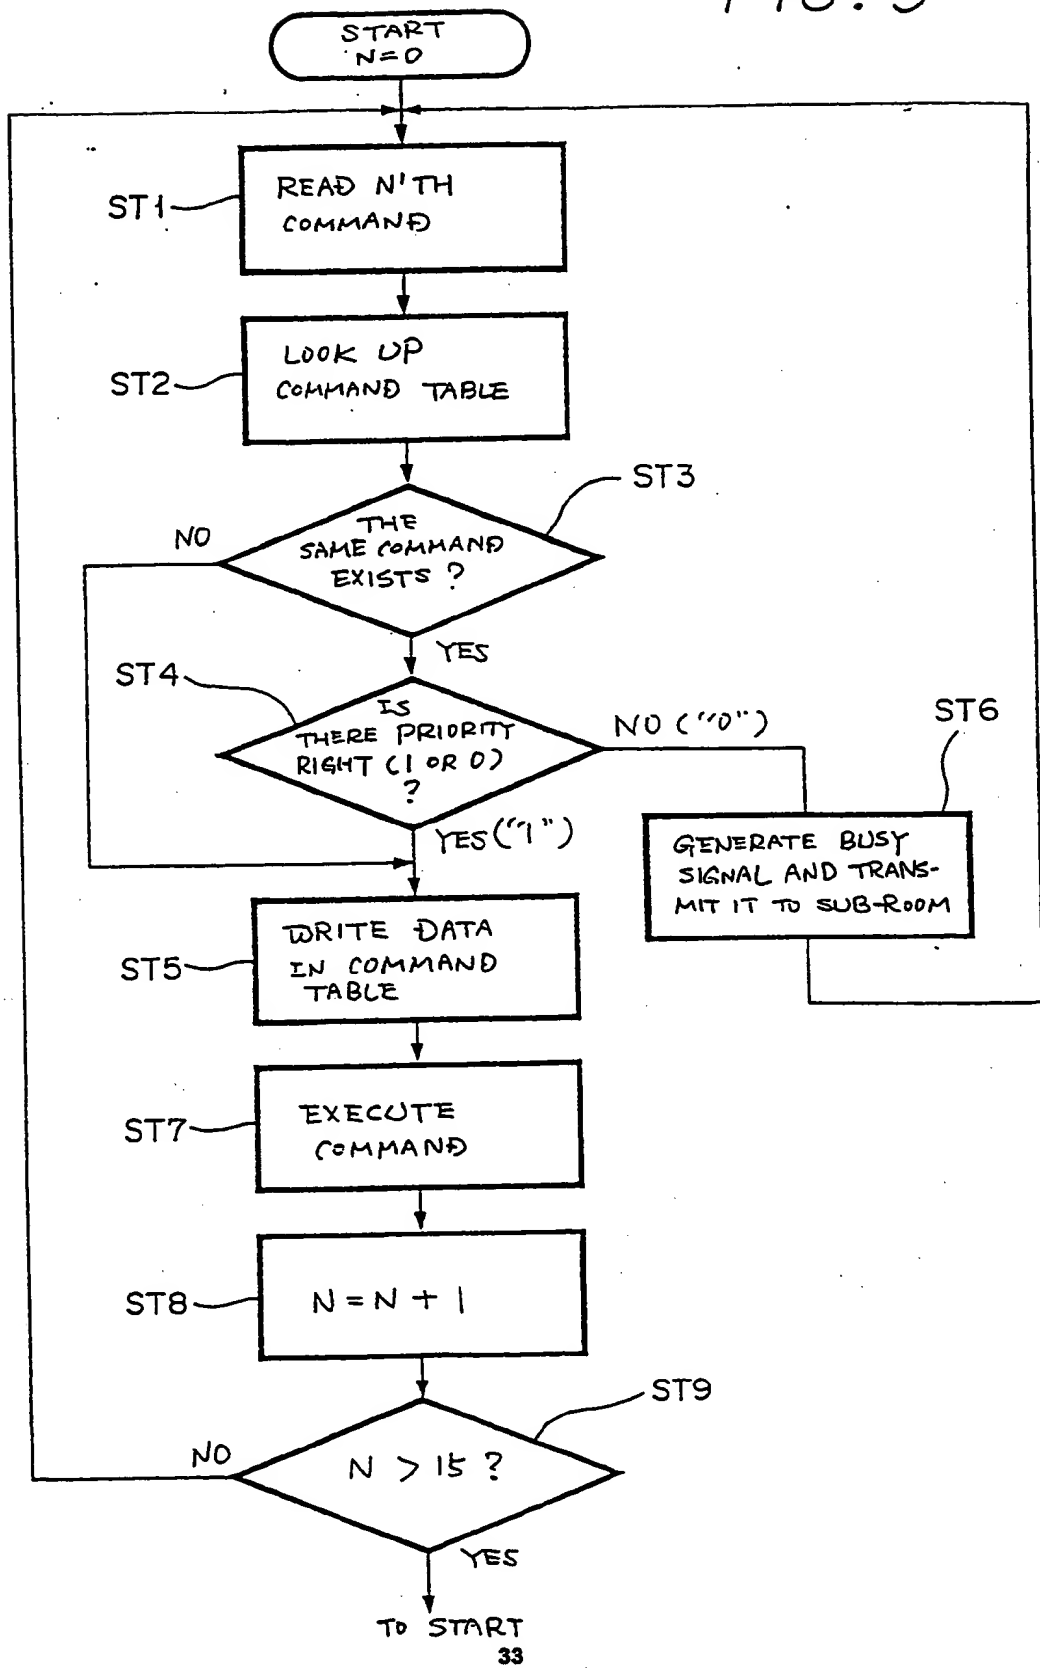 START
N=0
ST1
READ N'TH
COMMAND
ST2
LOOK UP
COMMAND TABLE
ST3
THE
SAME COMMAND
EXISTS ?
NO
YES
ST4
IS
THERE PRIORITY
RIGHT (1 OR 0)
?
NO ("0")
YES ("1")
ST6
GENERATE BUSY
SIGNAL AND TRANS-
MIT IT TO SUB-ROOM
ST5
WRITE DATA
IN COMMAND
TABLE
ST7
EXECUTE
COMMAND
ST8
N = N + 1
ST9
N > 15 ?
NO
YES
TO START
33